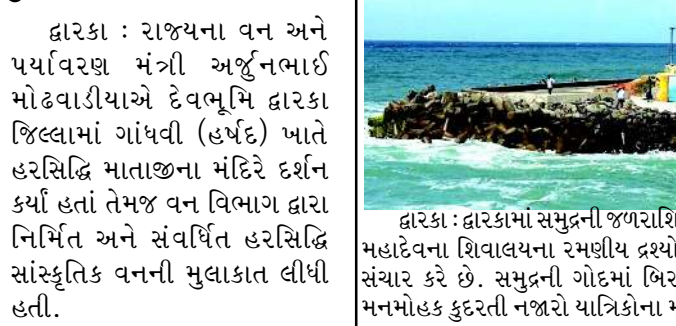 દ્વારકા : રાજ્યના વન અને
પર્યાવરણ મંત્રી અર્જુનભાઈ
મોઢવાડીયાએ દેવભૂમિ દ્વારકા
જિલ્લામાં ગાંધવી (હર્ષદ) ખાતે
હરસિદ્ધિ માતાજીના મંદિરે દર્શન
કર્યાં હતાં તેમજ વન વિભાગ દ્વારા
નિર્મિત અને સંવર્ધિત હરસિદ્ધિ
સાંસ્કૃતિક વનની મુલાકાત લીધી
હતી.
દ્વારકા : દ્વારકામાં સમુદ્રની જળરાશિ
મહાદેવના શિવાલયના રમણીય દ્રશ્યો
સંચાર કરે છે. સમુદ્રની ગોદમાં
મનમોહક કુદરતી નજારો યાત્રિકોના